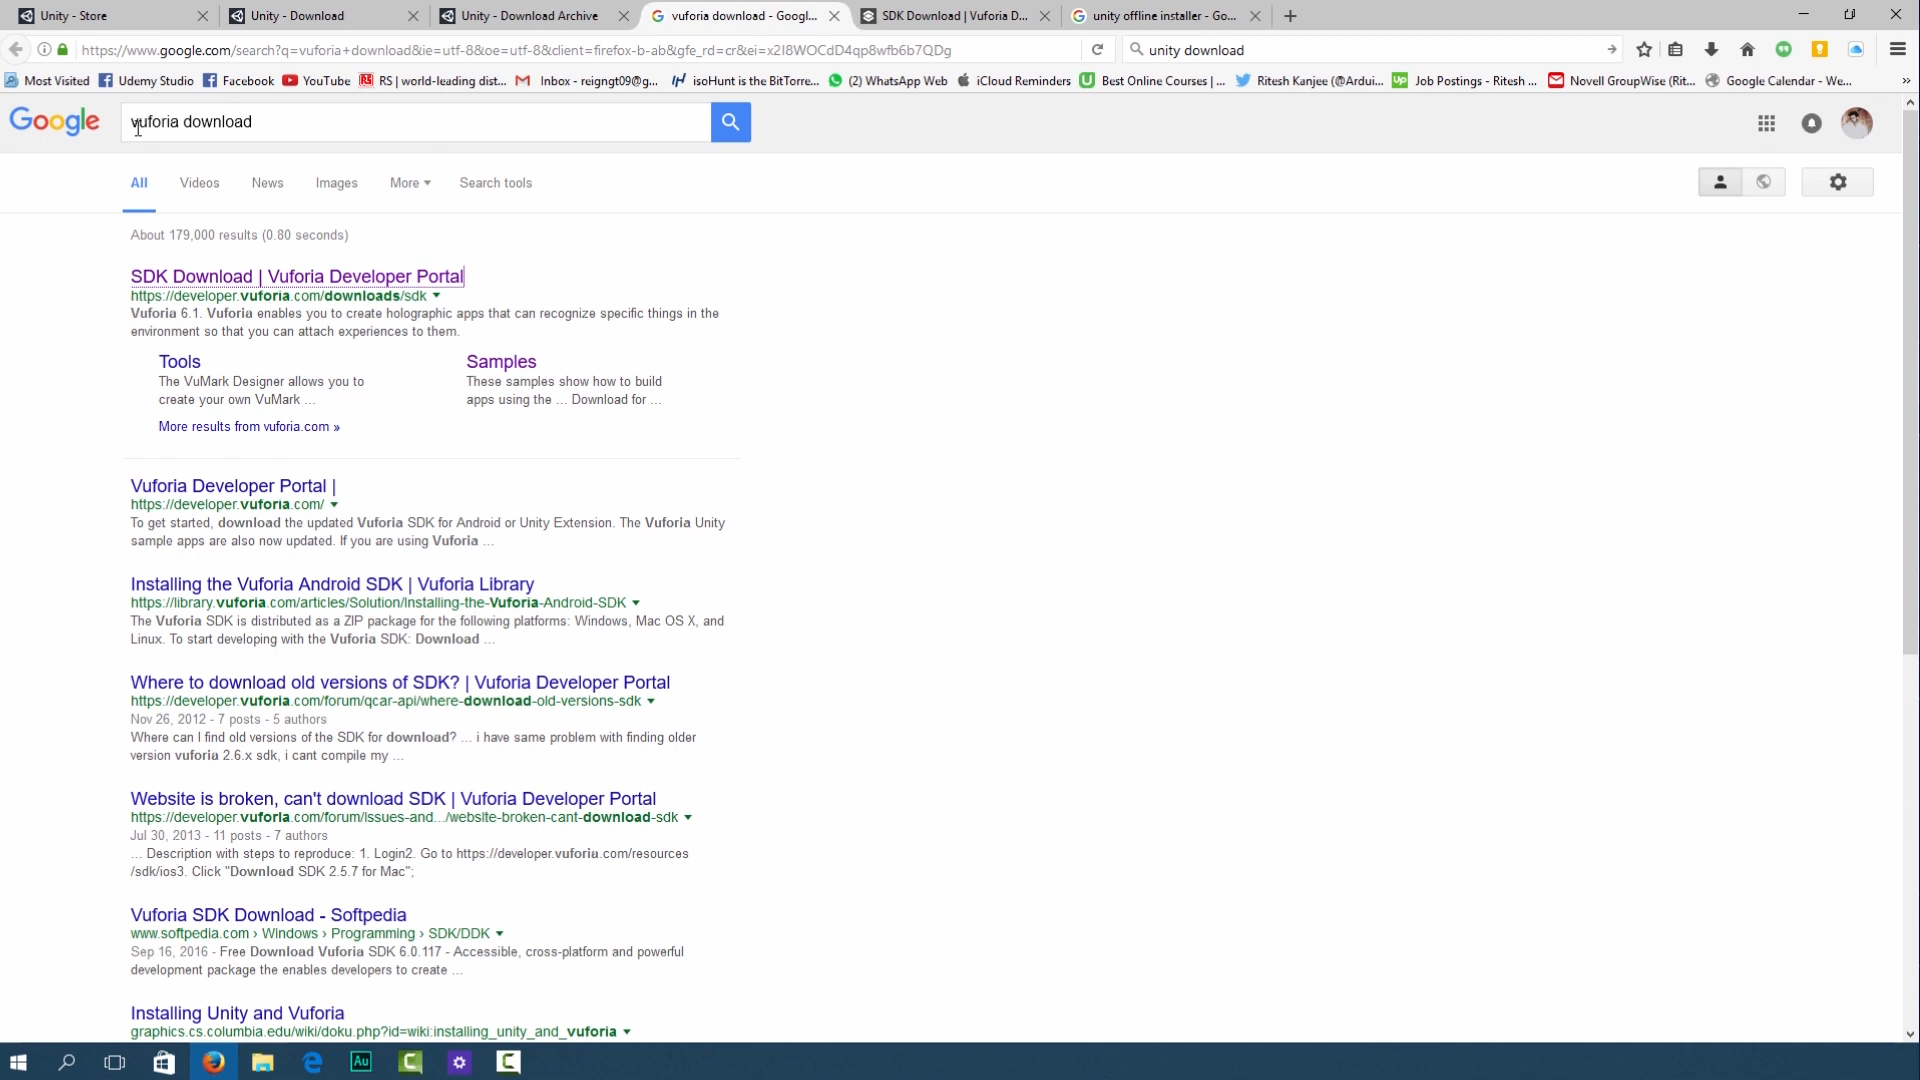 Unity - Store
Unity - Download
Unity - Download Archive
vuforia download - Googl...
SDK Download | Vuforia D...
unity offline installer - Go...
https://www.google.com/search?q=vuforia+download&ie=utf-8&oe=utf-8&client=firefox-b-ab&gfe_rd=cr&ei=x2I8WOCdD4qp8wfb6b7QDg
unity download
Most Visited
Udemy Studio
Facebook
YouTube
RS | world-leading dist...
Inbox - reigngt09@g...
isoHunt is the BitTorre...
(2) WhatsApp Web
iCloud Reminders
Best Online Courses | ...
Ritesh Kanjee (@Ardui...
Job Postings - Ritesh ...
Novell GroupWise (Rit...
Google Calendar - We...
Google
vuforia download
All
Videos
News
Images
More
Search tools
About 179,000 results (0.80 seconds)
SDK Download | Vuforia Developer Portal
https://developer.vuforia.com/downloads/sdk
Vuforia 6.1. Vuforia enables you to create holographic apps that can recognize specific things in the
environment so that you can attach experiences to them.
Tools
The VuMark Designer allows you to
create your own VuMark ...
Samples
These samples show how to build
apps using the ... Download for ...
More results from vuforia.com »
Vuforia Developer Portal |
https://developer.vuforia.com/
To get started, download the updated Vuforia SDK for Android or Unity Extension. The Vuforia Unity
sample apps are also now updated. If you are using Vuforia ...
Installing the Vuforia Android SDK | Vuforia Library
https://library.vuforia.com/articles/Solution/Installing-the-Vuforia-Android-SDK
The Vuforia SDK is distributed as a ZIP package for the following platforms: Windows, Mac OS X, and
Linux. To start developing with the Vuforia SDK: Download ...
Where to download old versions of SDK? | Vuforia Developer Portal
https://developer.vuforia.com/forum/qcar-api/where-download-old-versions-sdk
Nov 26, 2012 - 7 posts - 5 authors
Where can I find old versions of the SDK for download? ... i have same problem with finding older
version vuforia 2.6.x sdk, i cant compile my ...
Website is broken, can't download SDK | Vuforia Developer Portal
https://developer.vuforia.com/forum/issues-and.../website-broken-cant-download-sdk
Jul 30, 2013 - 11 posts - 7 authors
... Description with steps to reproduce: 1. Login2. Go to https://developer.vuforia.com/resources
/sdk/ios3. Click "Download SDK 2.5.7 for Mac";
Vuforia SDK Download - Softpedia
www.softpedia.com › Windows › Programming › SDK/DDK
Sep 16, 2016 - Free Download Vuforia SDK 6.0.117 - Accessible, cross-platform and powerful
development package the enables developers to create ...
Installing Unity and Vuforia
graphics.cs.columbia.edu/wiki/doku.php?id=wiki:installing_unity_and_vuforia
Au